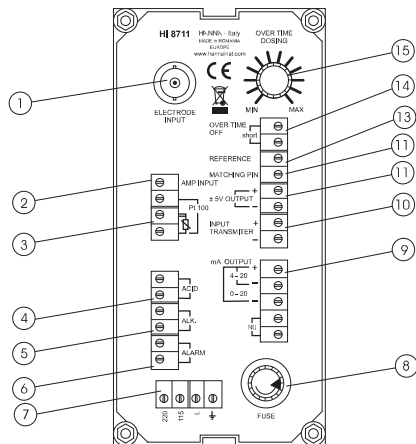 HI 8711 HANNA - Italy
MADE IN ROMANIA
EUROPE
www.hannainst.com
OVER TIME
DOSING
CE
MIN MAX
ELECTRODE
INPUT
OVER TIME
OFF
short
REFERENCE
MATCHING PIN
± 5V OUTPUT
+
−
INPUT
TRANSMITER
+
−
AMP INPUT
Pt 100
mA OUTPUT
+
4 - 20
−
0 - 20
−
NU
ACID
ALK.
ALARM
220
115
L
FUSE
1
2
3
4
5
6
7
15
14
13
11
11
10
9
8